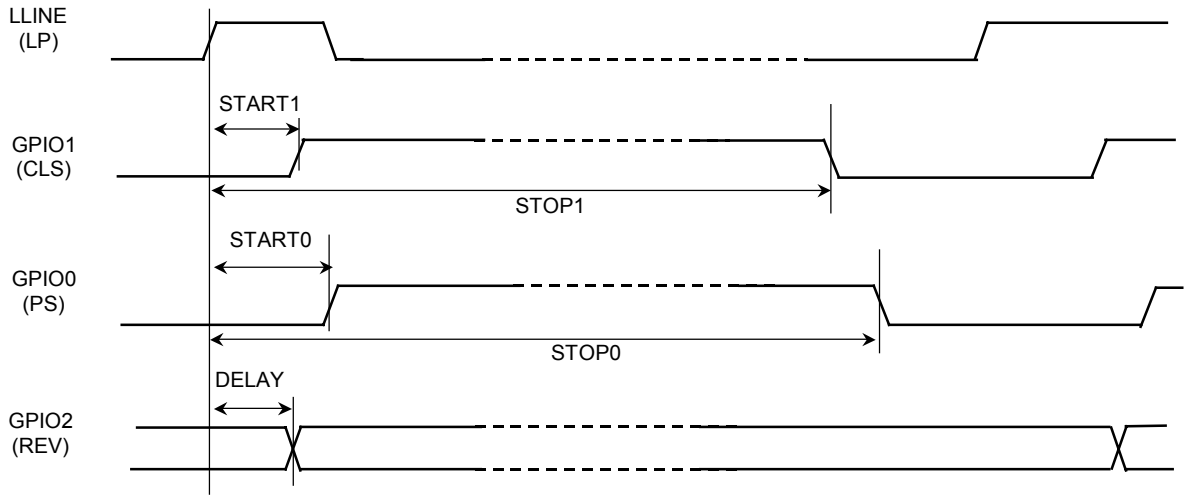 LLINE
(LP)
START1
GPIO1
(CLS)
STOP1
START0
GPIO0
(PS)
STOP0
DELAY
GPIO2
(REV)